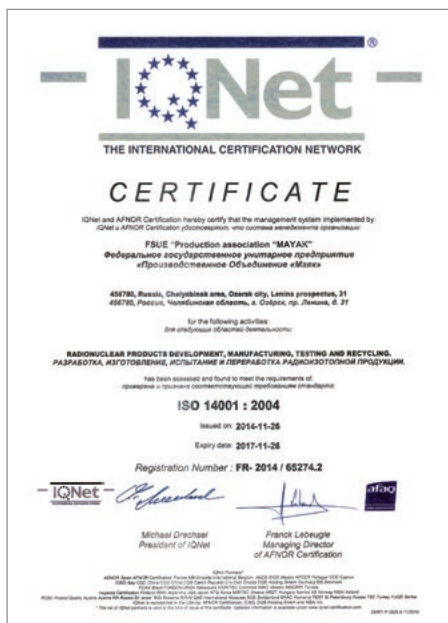 IQNet
®
THE INTERNATIONAL CERTIFICATION NETWORK
CERTIFICATE
IQNet and AFNOR Certification hereby certify that the management system implemented by:
IQNet и AFNOR Certification удостоверяют, что система менеджмента организации:
FSUE "Production association "MAYAK"
Федеральное государственное унитарное предприятие
«Производственное Объединение «Маяк»
456780, Russia, Chelyabinsk area, Ozersk city, Lenina prospectus, 31
456780, Россия, Челябинская область, г. Озёрск, пр. Ленина, д. 31
for the following activities:
для следующих областей деятельности:
RADIONUCLEAR PRODUCTS DEVELOPMENT, MANUFACTURING, TESTING AND RECYCLING.
РАЗРАБОТКА, ИЗГОТОВЛЕНИЕ, ИСПЫТАНИЕ И ПЕРЕРАБОТКА РАДИОИЗОТОПНОЙ ПРОДУКЦИИ.
has been assessed and found to meet the requirements of:
проверена и признана соответствующей требованиям стандарта:
ISO 14001 : 2004
Issued on: 2014-11-26
Expiry date: 2017-11-26
Registration Number : FR- 2014 / 65274.2
IQNet
afaq
Michael Drechsel
President of IQNet
Franck Lebeugle
Managing Director
of AFNOR Certification